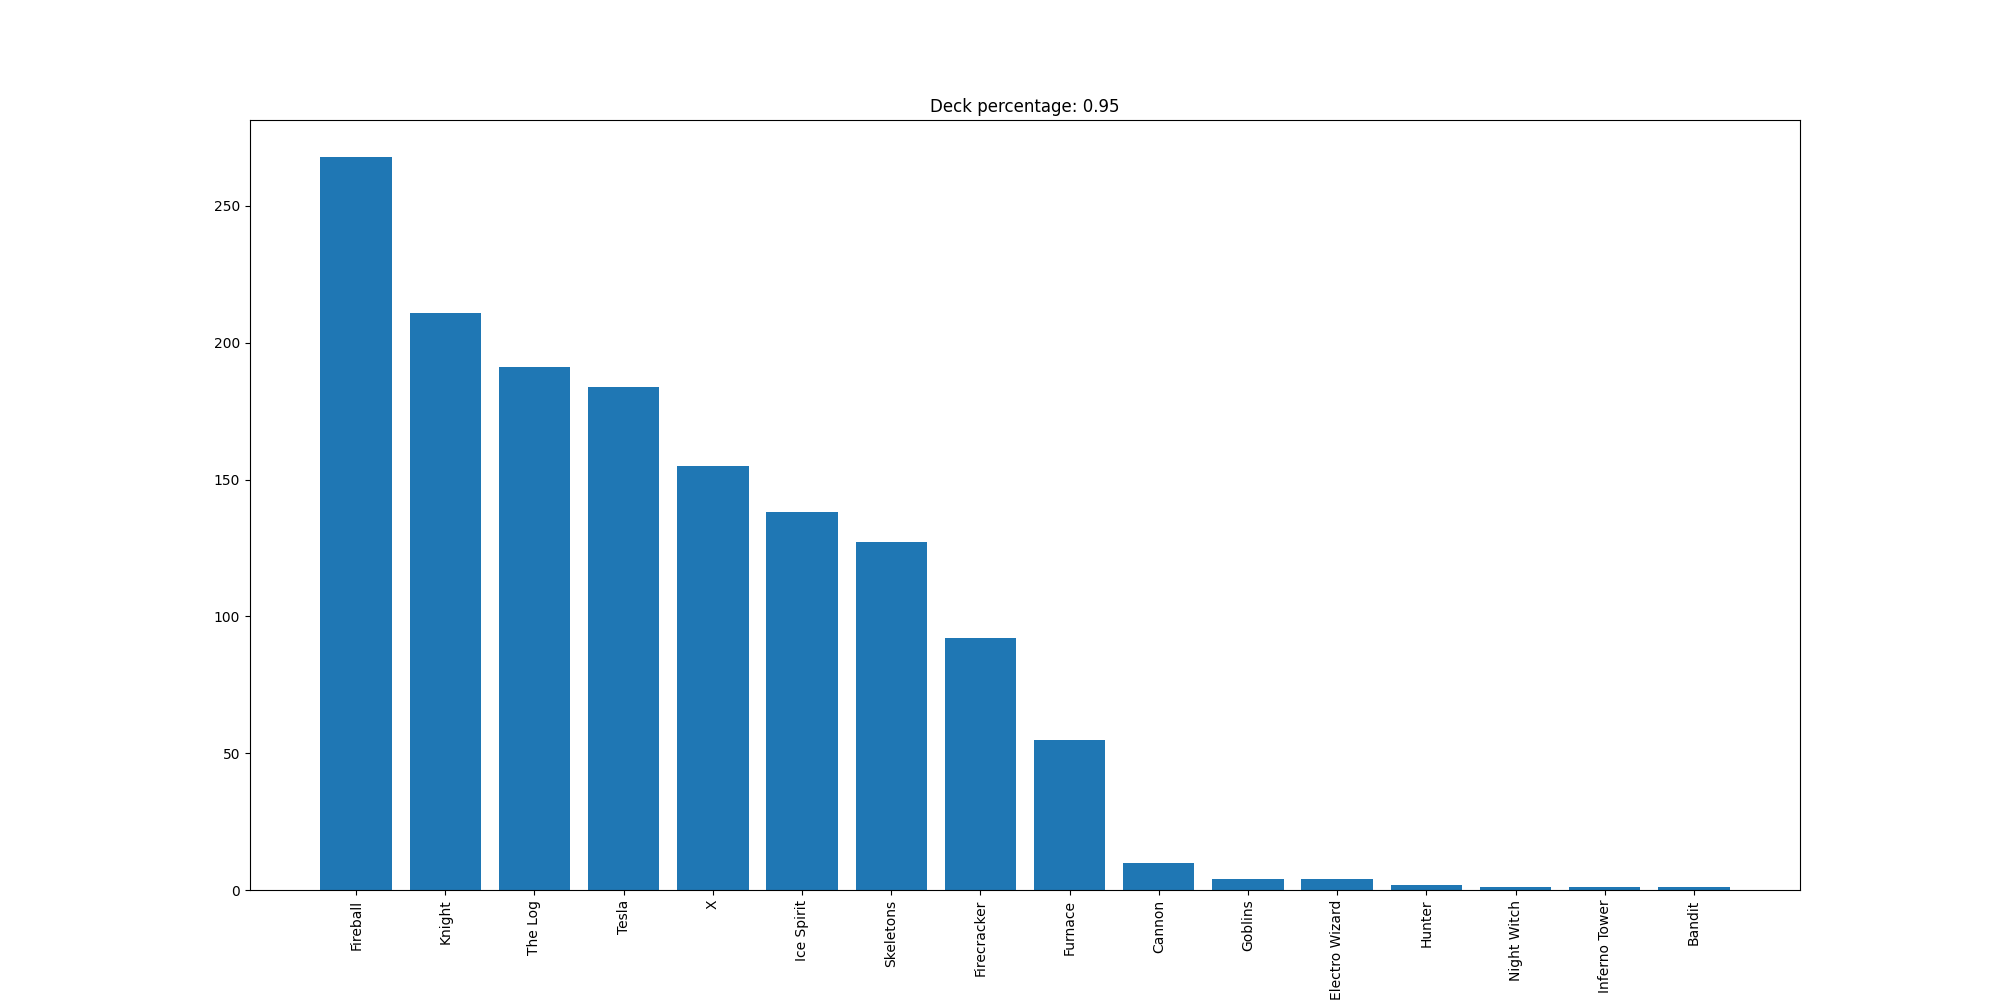 Deck percentage: 0.95
250
200
150
100
50
0
Fireball
Knight
The Log
Tesla
X
Ice Spirit
Skeletons
Firecracker
Furnace
Cannon
Goblins
Electro Wizard
Hunter
Night Witch
Inferno Tower
Bandit